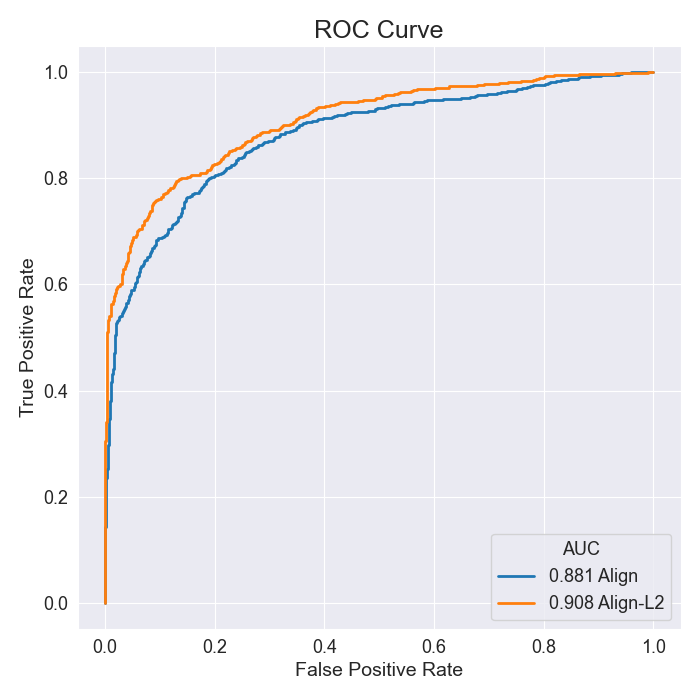 ROC Curve
True Positive Rate
1.0
0.8
0.6
0.4
0.2
0.0
0.0 0.2 0.4 0.6 0.8 1.0
False Positive Rate
AUC
0.881 Align
0.908 Align-L2